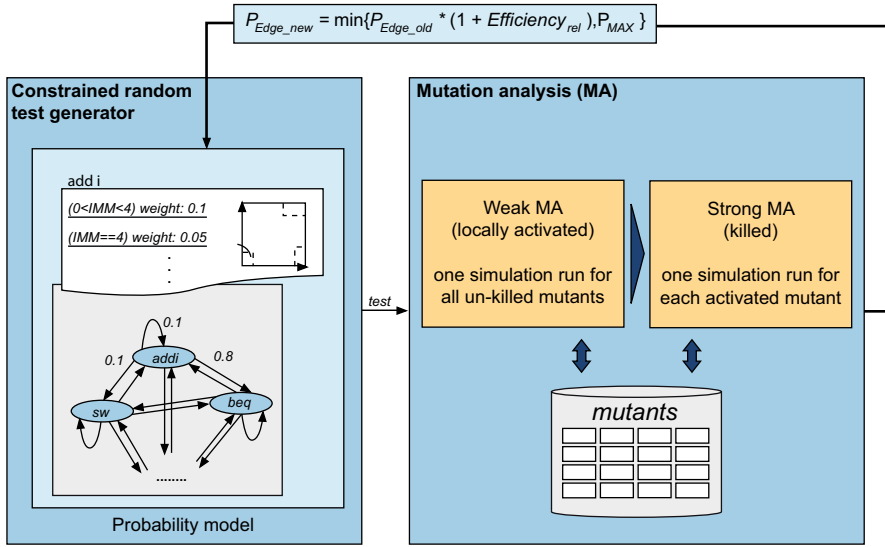 P_Edge_new = min{P_Edge_old * (1 + Efficiency_rel ),P_MAX }
Constrained random
test generator
add i
(0<IMM<4) weight: 0.1
(IMM==4) weight: 0.05
.
.
.
0.1
0.1
0.8
addi
sw
beq
........
Probability model
test
Mutation analysis (MA)
Weak MA
(locally activated)
one simulation run for
all un-killed mutants
Strong MA
(killed)
one simulation run for
each activated mutant
mutants